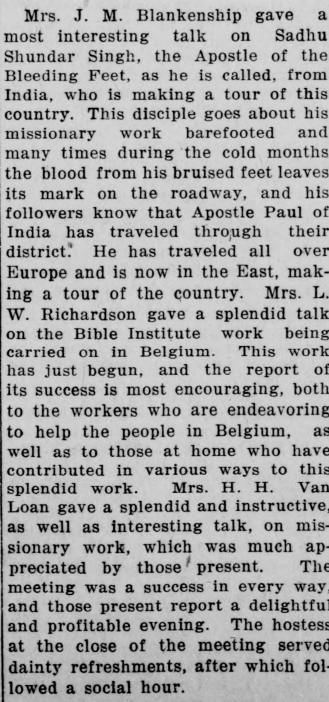 Mrs. J. M. Blankenship gave a
most interesting talk on Sadhu
Shundar Singh, the Apostle of the
Bleeding Feet, as he is called, from
India, who is making a tour of this
country. This disciple goes about his
missionary work barefooted and
many times during the cold months
the blood from his bruised feet leaves
its mark on the roadway, and his
followers know that Apostle Paul of
India has traveled through their
district. He has traveled all over
Europe and is now in the East, mak-
ing a tour of the country. Mrs. L.
W. Richardson gave a splendid talk
on the Bible Institute work being
carried on in Belgium. This work
has just begun, and the report of
its success is most encouraging, both
to the workers who are endeavoring
to help the people in Belgium, as
well as to those at home who have
contributed in various ways to this
splendid work. Mrs. H. H. Van
Loan gave a splendid and instructive,
as well as interesting talk, on mis-
sionary work, which was much ap-
preciated by those present. The
meeting was a success in every way,
and those present report a delightful
and profitable evening. The hostess
at the close of the meeting served
dainty refreshments, after which fol-
lowed a social hour.